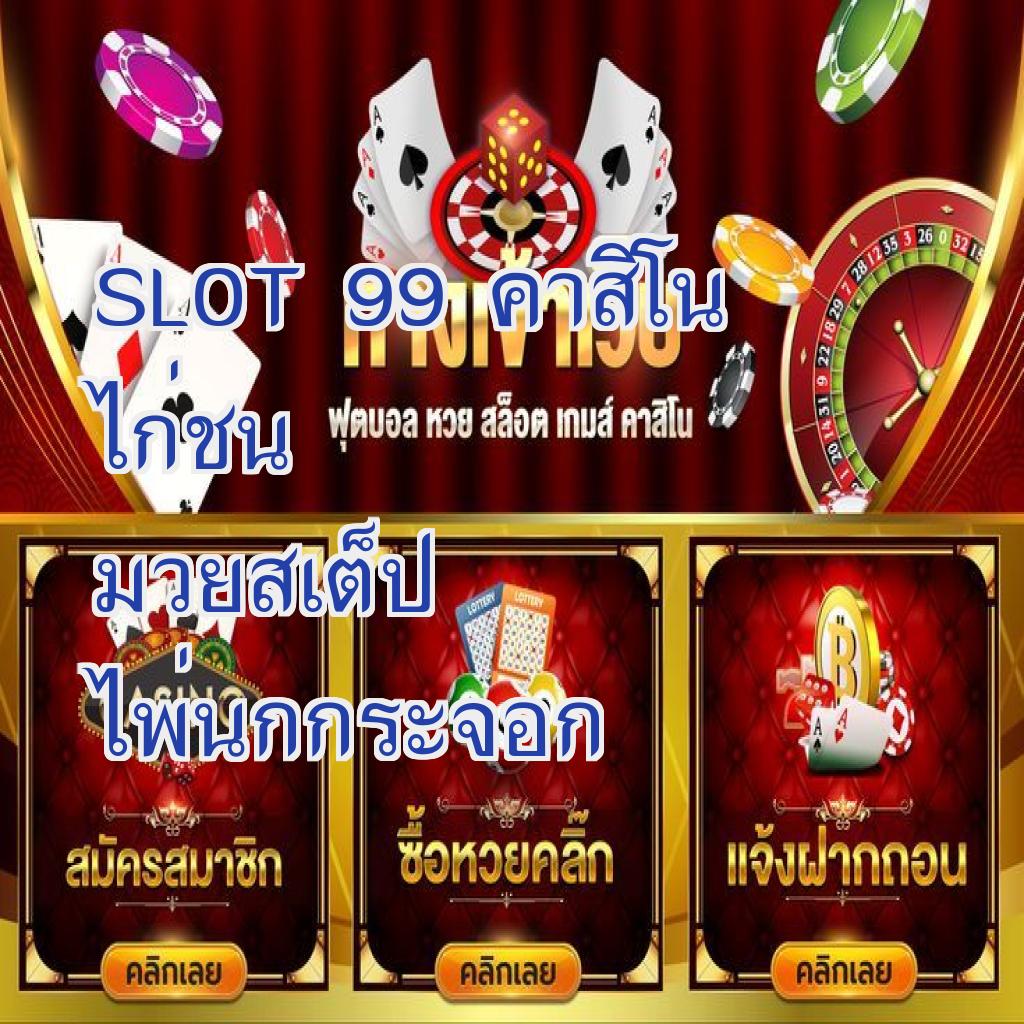 SLOT 99 คาสิโน
ไก่ชน
ฟุตบอล หวย สล็อต เกมส์ คาสิโน
มวยสเต็ป
ไพ่นกกระจอก
LOTTERY LOTTERY
สมัครสมาชิก
ซื้อหวยคลิ๊ก
แจ้งฝากถอน
คลิกเลย
คลิกเลย
คลิกเลย